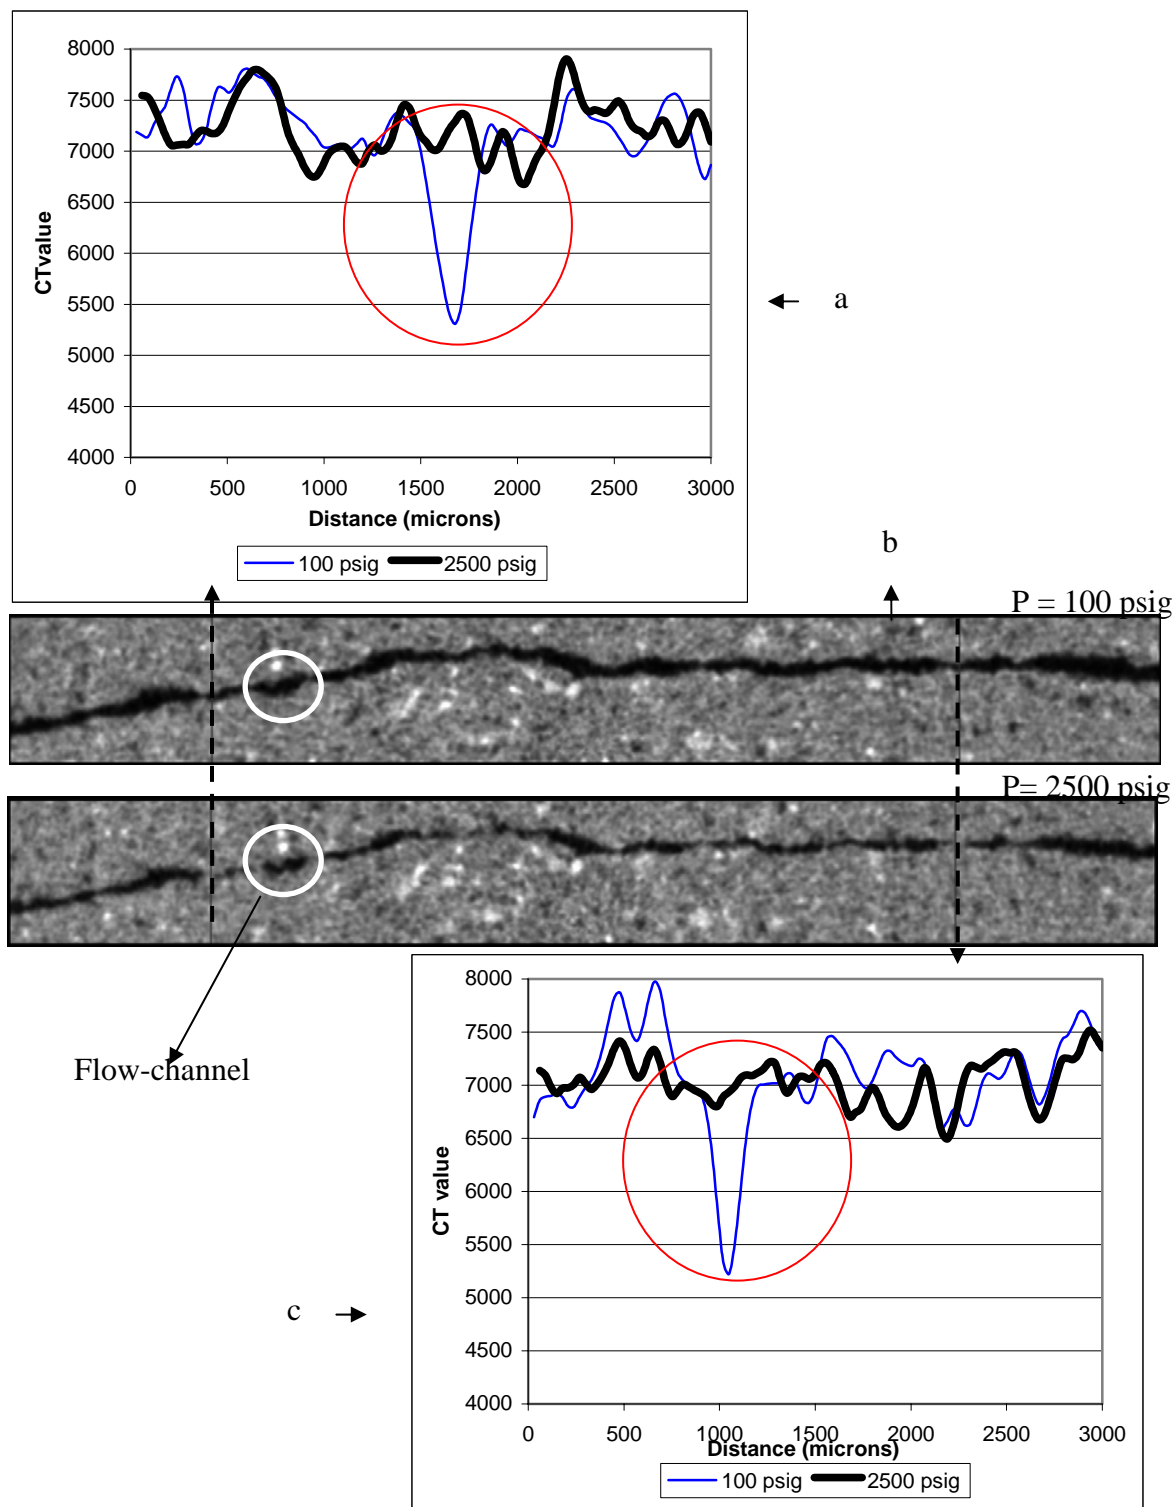 8000
7500
7000
6500
6000
5500
5000
4500
4000
CTvalue
0 500 1000 1500 2000 2500 3000
Distance (microns)
100 psig 2500 psig
a
b
P = 100 psig
P= 2500 psig
Flow-channel
c
8000
7500
7000
6500
6000
5500
5000
4500
4000
CT value
0 500 1000 1500 2000 2500 3000
Distance (microns)
100 psig 2500 psig